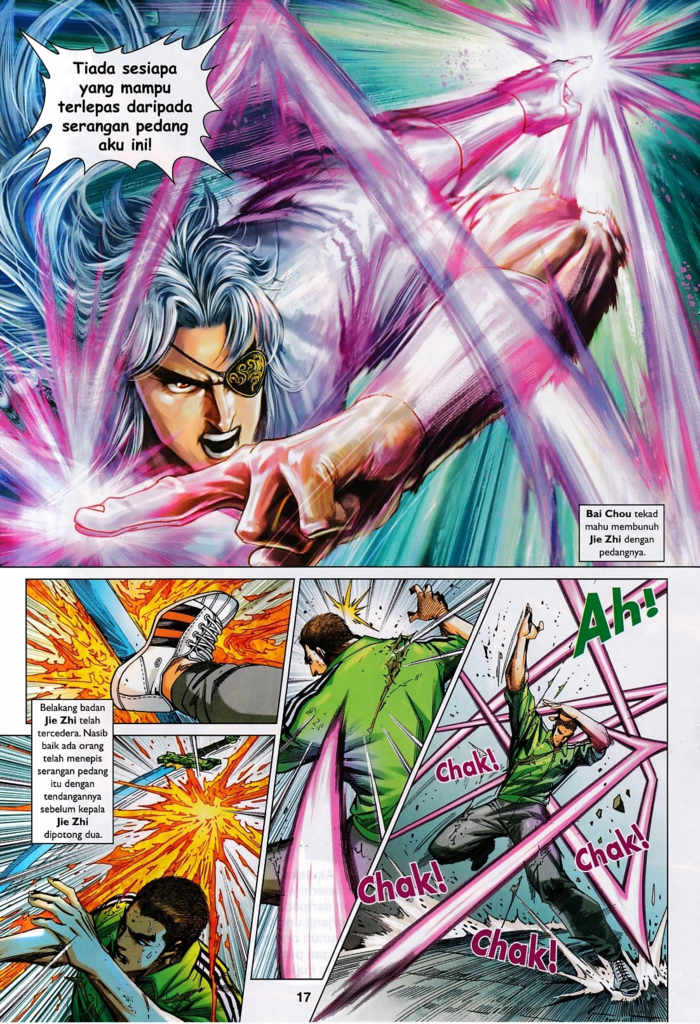 Tiada sesiapa
yang mampu
terlepas daripada
serangan pedang
aku ini!
Bai Chou tekad
mahu membunuh
Jie Zhi dengan
pedangnya.
Belakang badan
Jie Zhi telah
tercedera. Nasib
baik ada orang
telah menepis
serangan pedang
itu dengan
tendangannya
sebelum kepala
Jie Zhi
dipotong dua.
Ah!
Chak!
Chak!
Chak!
Chak!
17